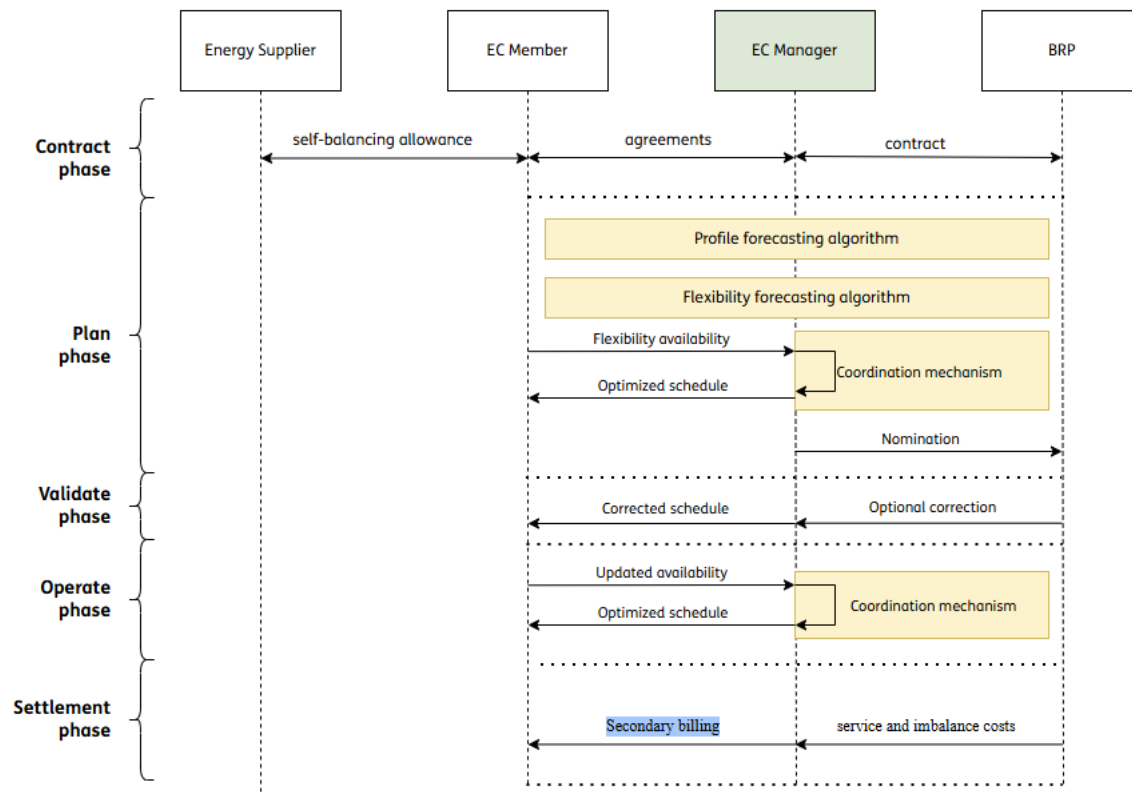 Energy Supplier
EC Member
EC Manager
BRP
Contract
phase
self-balancing allowance
agreements
contract
Profile forecasting algorithm
Flexibility forecasting algorithm
Plan
phase
Flexibility availability
Coordination mechanism
Optimized schedule
Nomination
Validate
phase
Corrected schedule
Optional correction
Operate
phase
Updated availability
Coordination mechanism
Optimized schedule
Settlement
phase
Secondary billing
service and imbalance costs